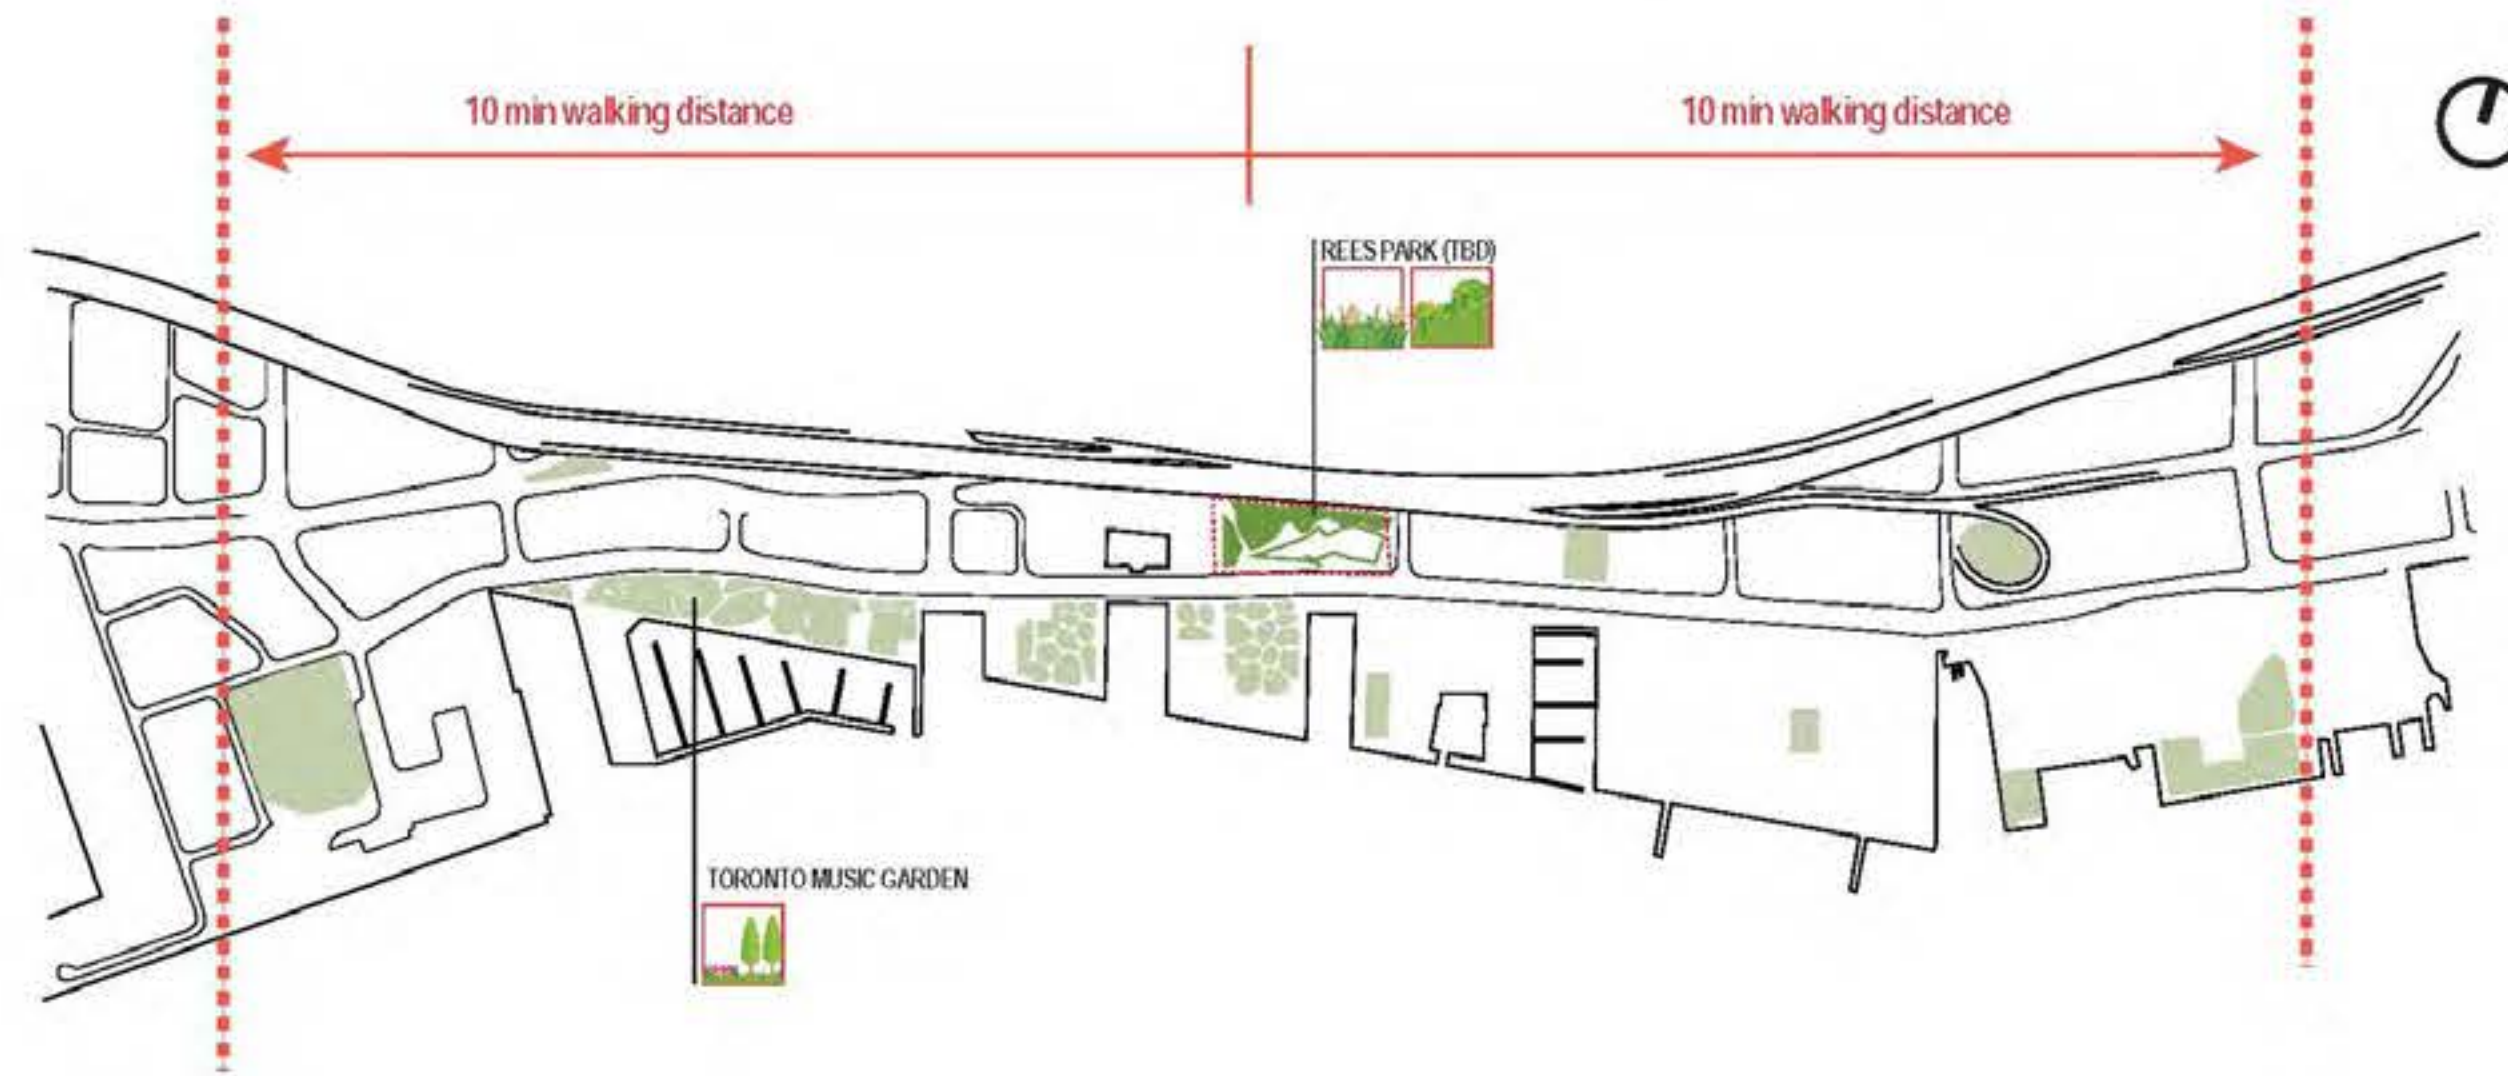 10 min walking distance
10 min walking distance
REES PARK (TBD)
TORONTO MUSIC GARDEN